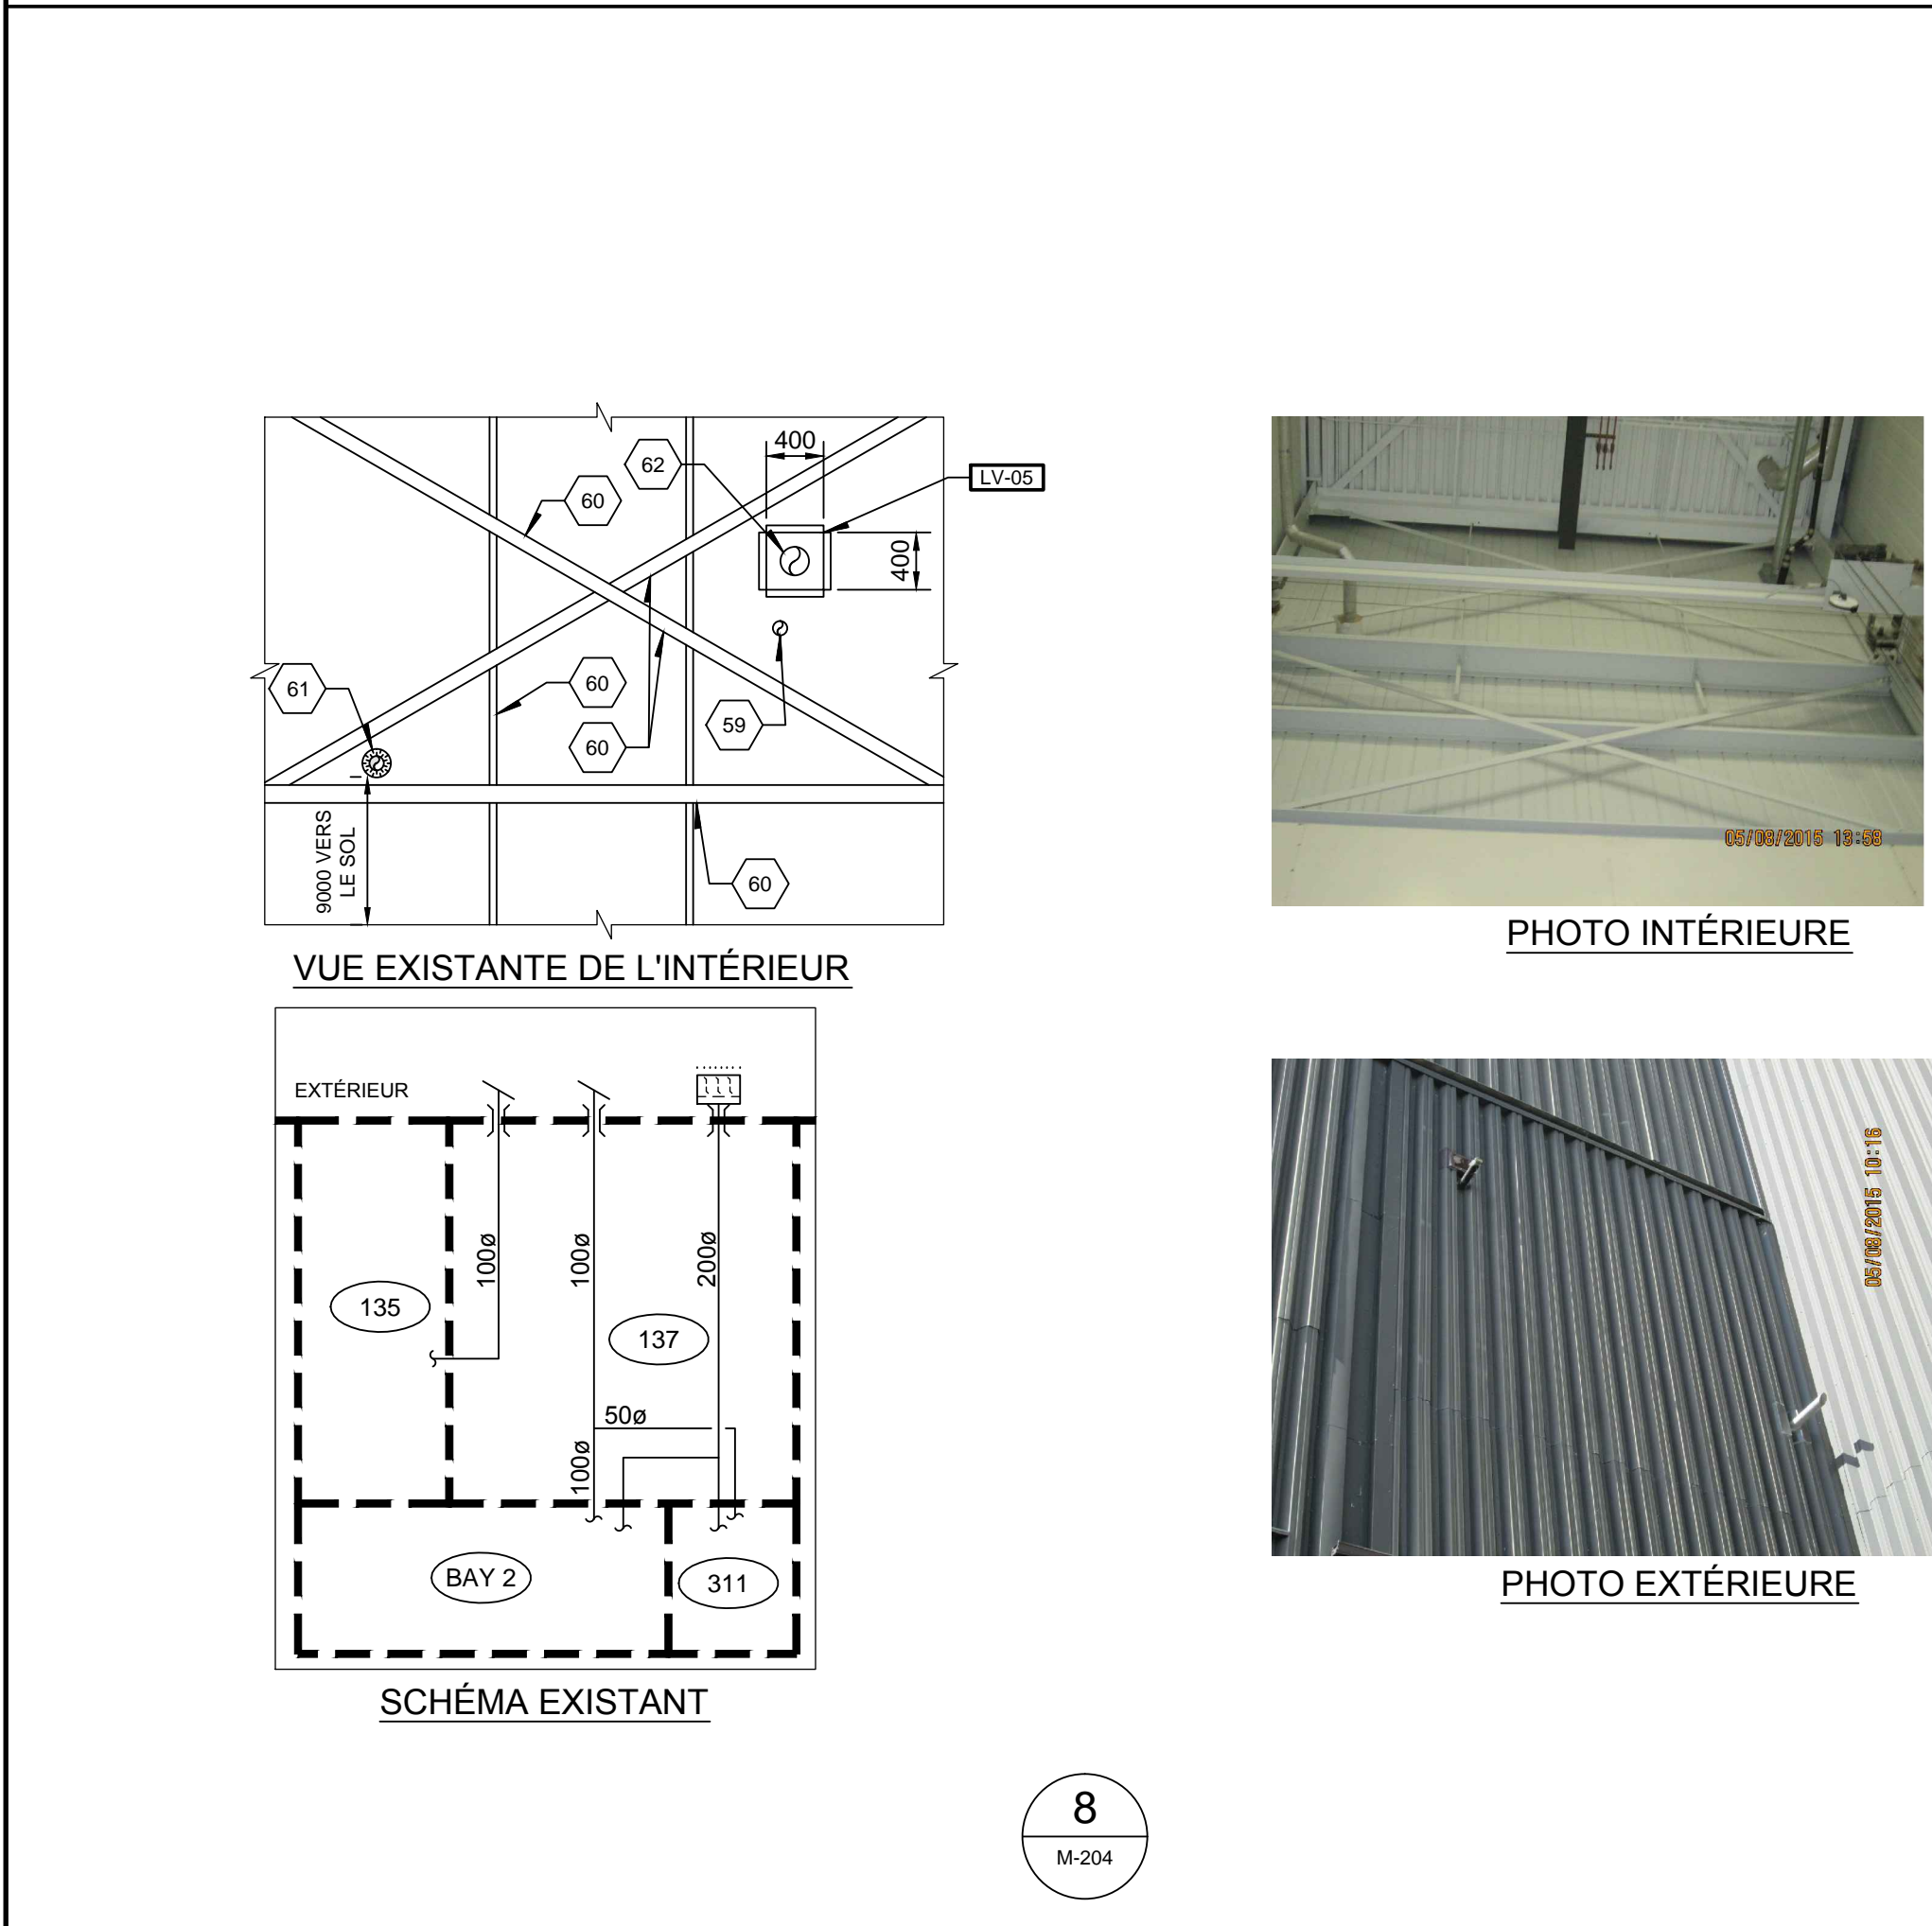 400
62
60
LV-05
400
61
60
60
59
9000 VERS
LE SOL
60
VUE EXISTANTE DE L'INTÉRIEUR
05/08/2015 13:58
PHOTO INTÉRIEURE
EXTÉRIEUR
100ø
100ø
200ø
135
137
50ø
100ø
BAY 2
311
SCHÉMA EXISTANT
05/08/2015 10:16
PHOTO EXTÉRIEURE
8
M-204